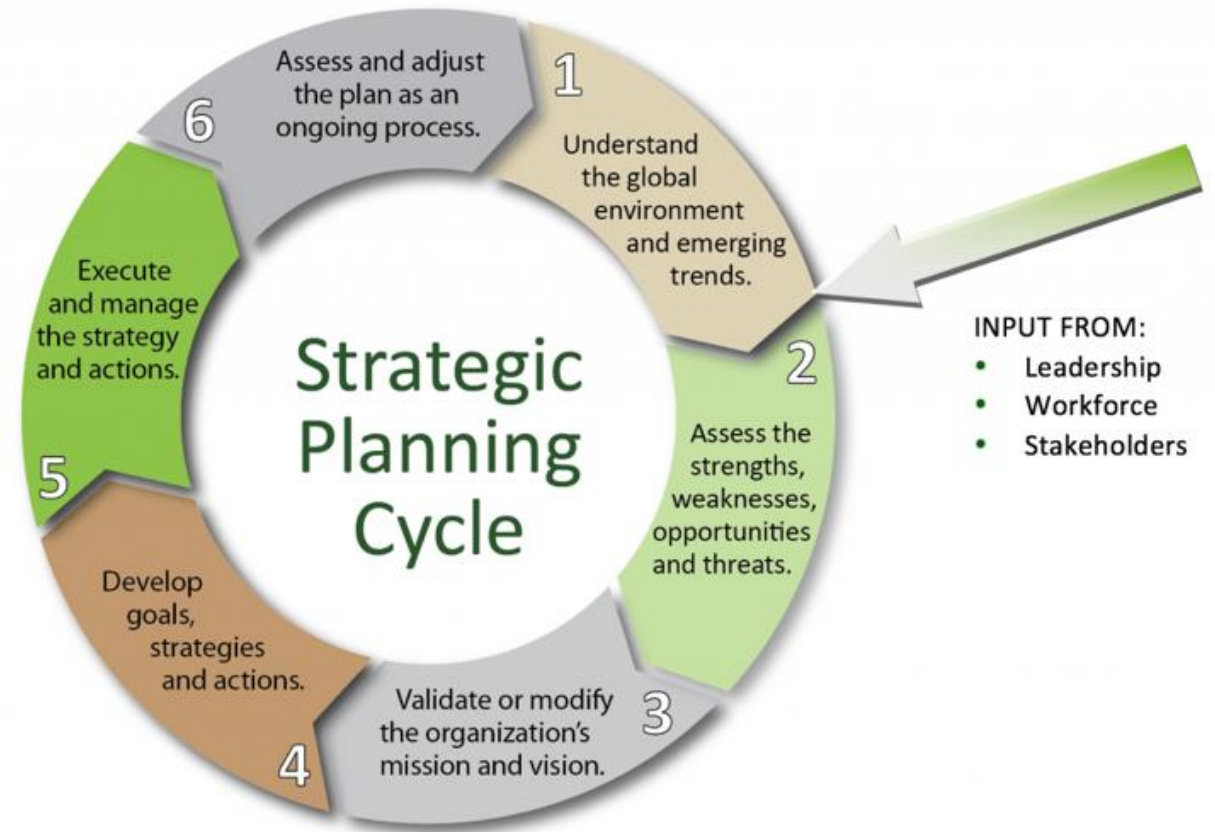 Strategic
Planning
Cycle
1
Understand
the global
environment
and emerging
trends.
2
Assess the
strengths,
weaknesses,
opportunities
and threats.
3
Validate or modify
the organization's
mission and vision.
4
Develop
goals,
strategies
and actions.
5
Execute
and manage
the strategy
and actions.
6
Assess and adjust
the plan as an
ongoing process.
INPUT FROM:
• Leadership
• Workforce
• Stakeholders